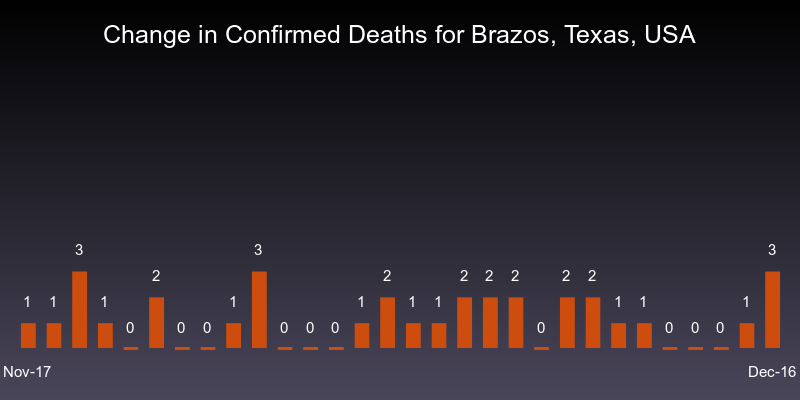 Change in Confirmed Deaths for Brazos, Texas, USA
1 1 3 1 0 2 0 0 1 3 0 0 0 1 2 1 1 2 2 2 0 2 2 1 1 0 0 0 1 3
Nov-17 Dec-16